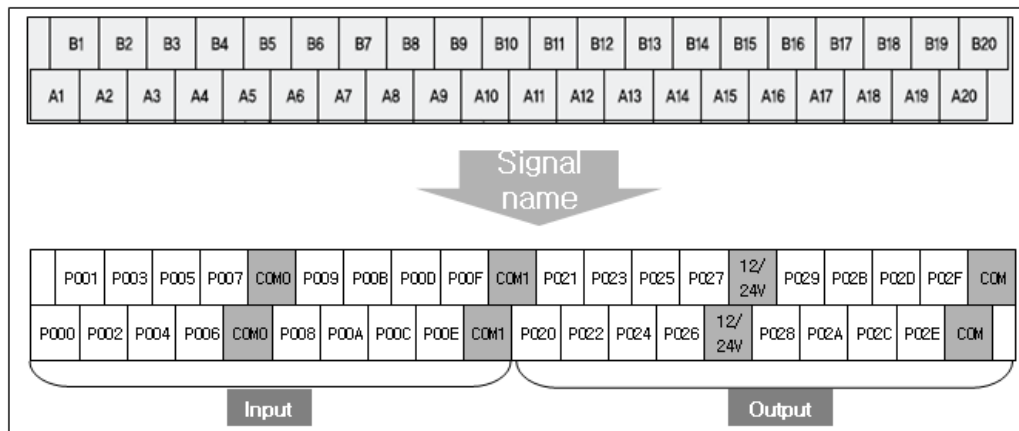 B1 B2 B3 B4 B5 B6 B7 B8 B9 B10 B11 B12 B13 B14 B15 B16 B17 B18 B19 B20
A1 A2 A3 A4 A5 A6 A7 A8 A9 A10 A11 A12 A13 A14 A15 A16 A17 A18 A19 A20
Signal
name
P001 P003 P005 P007 COM0 P009 P00B P00D P00F COM1 P021 P023 P025 P027 12/24V P029 P02B P02D P02F COM
P000 P002 P004 P006 COM0 P008 P00A P00C P00E COM1 P020 P022 P024 P026 12/24V P028 P02A P02C P02E COM
Input Output